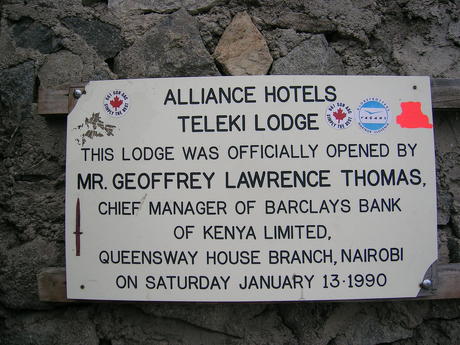 ALLIANCE HOTELS
TELEKI LODGE
THIS LODGE WAS OFFICIALLY OPENED BY
MR. GEOFFREY LAWRENCE THOMAS,
CHIEF MANAGER OF BARCLAYS BANK
OF KENYA LIMITED,
QUEENSWAY HOUSE BRANCH, NAIROBI
ON SATURDAY JANUARY 13·1990